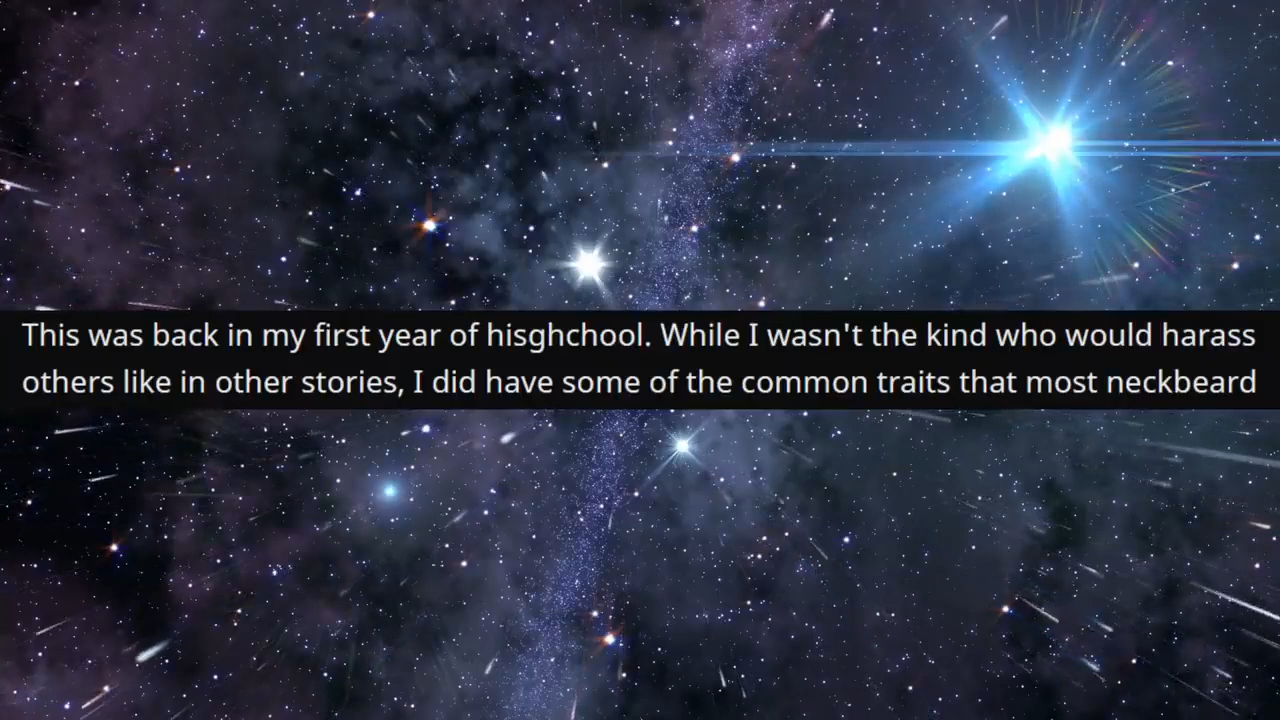 This was back in my first year of hisghchool. While I wasn't the kind who would harass
others like in other stories, I did have some of the common traits that most neckbeard